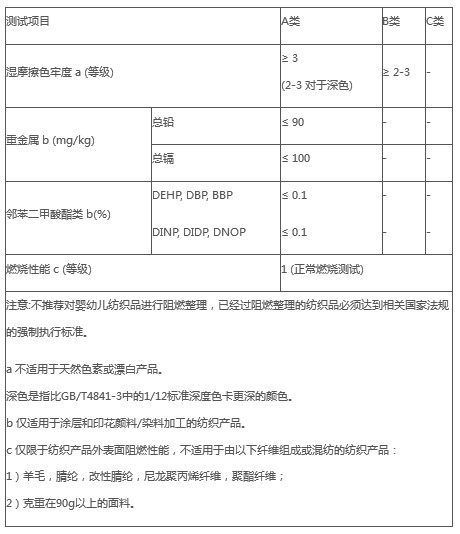 测试项目 A类 B类 C类
湿摩擦色牢度 a (等级) ≥ 3 (2-3 对于深色) ≥ 2-3 -
重金属 b (mg/kg) 总铅 ≤ 90 - -
总镉 ≤ 100 - -
邻苯二甲酸酯类 b(%) DEHP, DBP, BBP ≤ 0.1 - -
DINP, DIDP, DNOP ≤ 0.1 - -
燃烧性能 c (等级) 1 (正常燃烧测试)
注意:不推荐对婴幼儿纺织品进行阻燃整理，已经过阻燃整理的纺织品必须达到相关国家法规
的强制执行标准。
a 不适用于天然色素或漂白产品。
深色是指比GB/T4841-3中的1/12标准深度色卡更深的颜色。
b 仅适用于涂层和印花颜料/染料加工的纺织产品。
c 仅限于纺织产品外表面阻燃性能，不适用于由以下纤维组成或混纺的纺织产品：
1）羊毛，腈纶，改性腈纶，尼龙聚丙烯纤维，聚酯纤维；
2）克重在90g以上的面料。